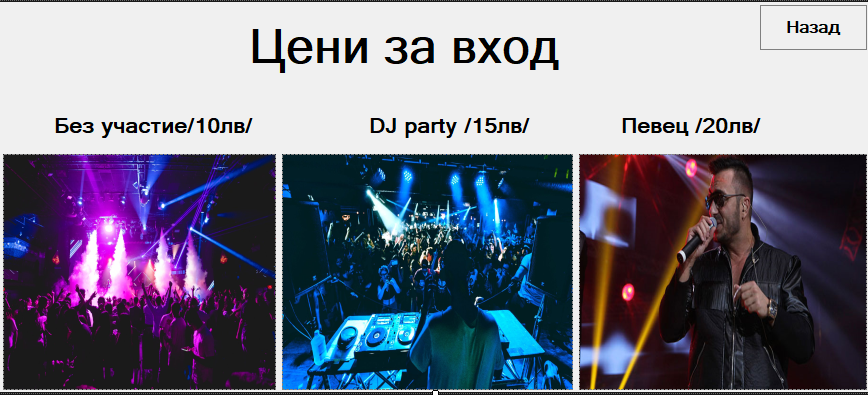 Назад
Цени за вход
Без участие/10лв/
DJ party /15лв/
Певец /20лв/